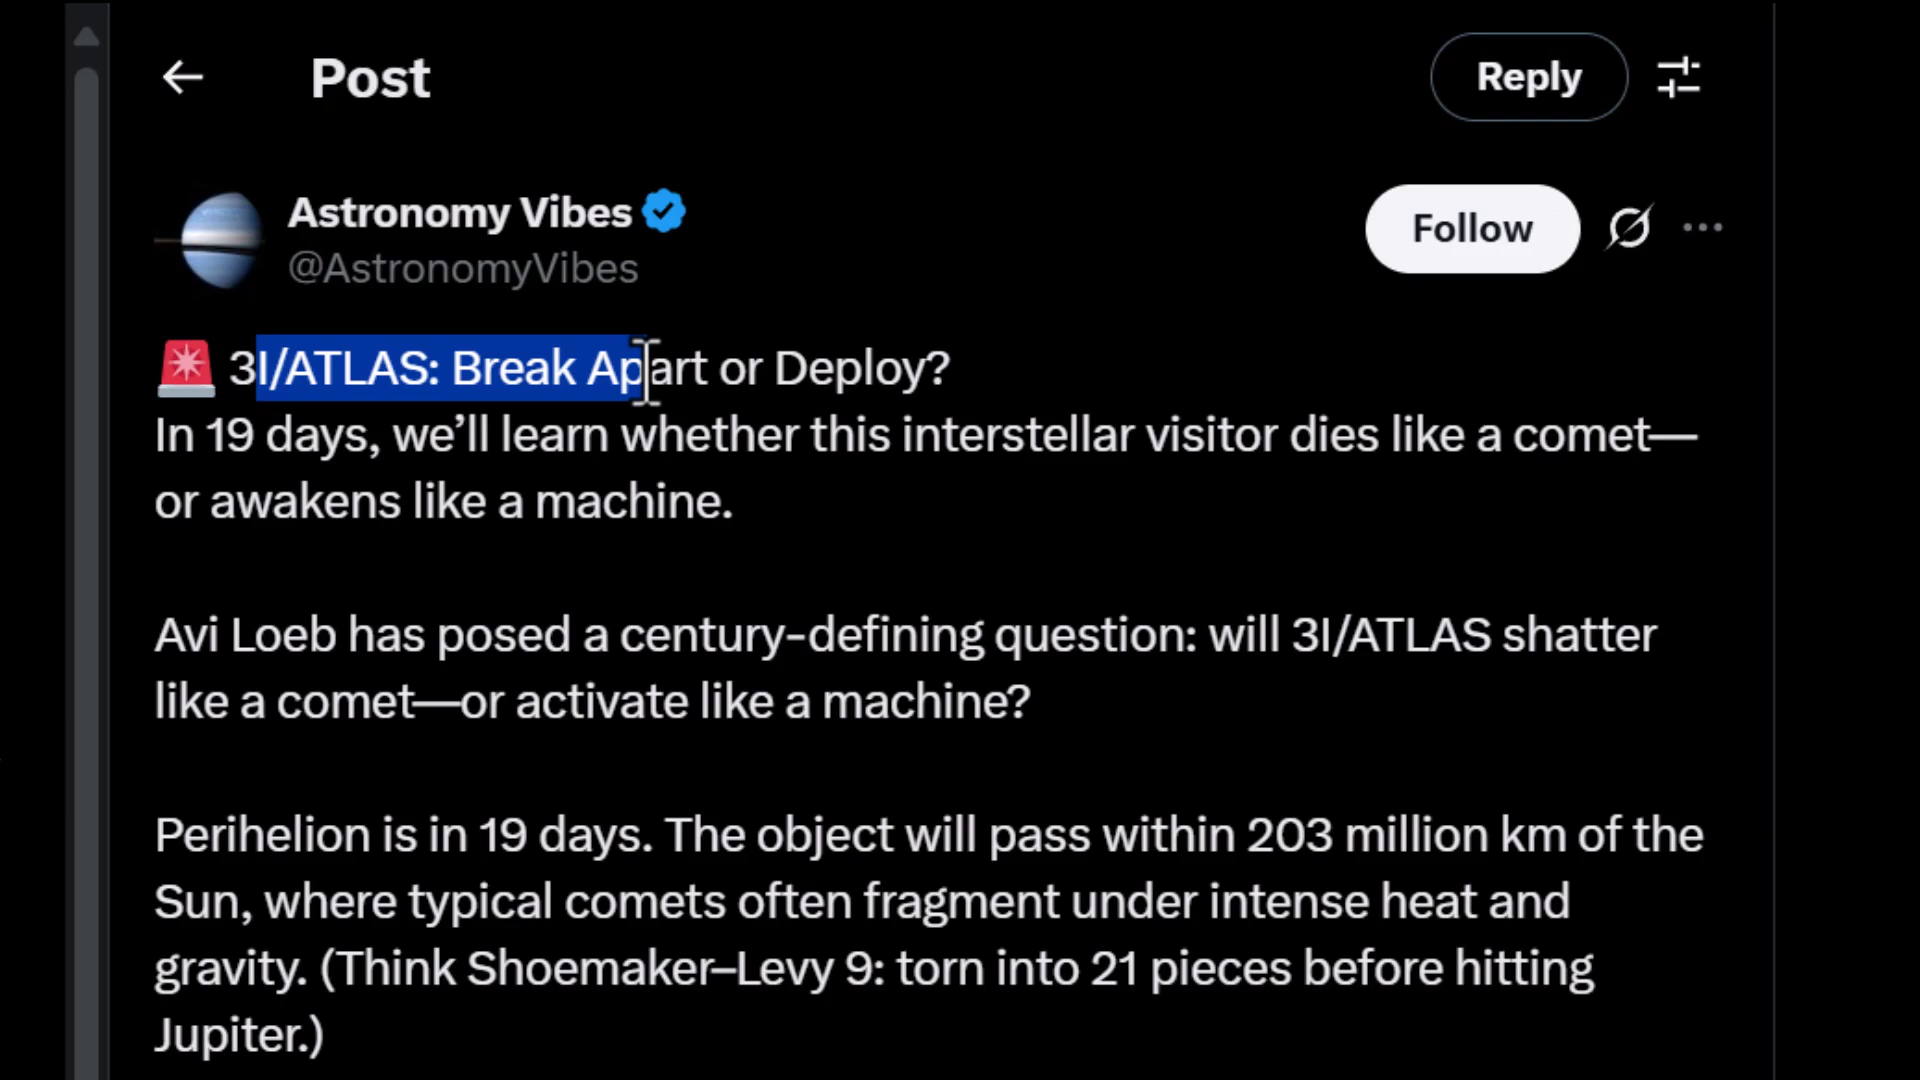 Post
Reply
Astronomy Vibes
@AstronomyVibes
Follow
🚨 3I/ATLAS: Break Apart or Deploy?
In 19 days, we’ll learn whether this interstellar visitor dies like a comet—
or awakens like a machine.
Avi Loeb has posed a century-defining question: will 3I/ATLAS shatter
like a comet—or activate like a machine?
Perihelion is in 19 days. The object will pass within 203 million km of the
Sun, where typical comets often fragment under intense heat and
gravity. (Think Shoemaker–Levy 9: torn into 21 pieces before hitting
Jupiter.)